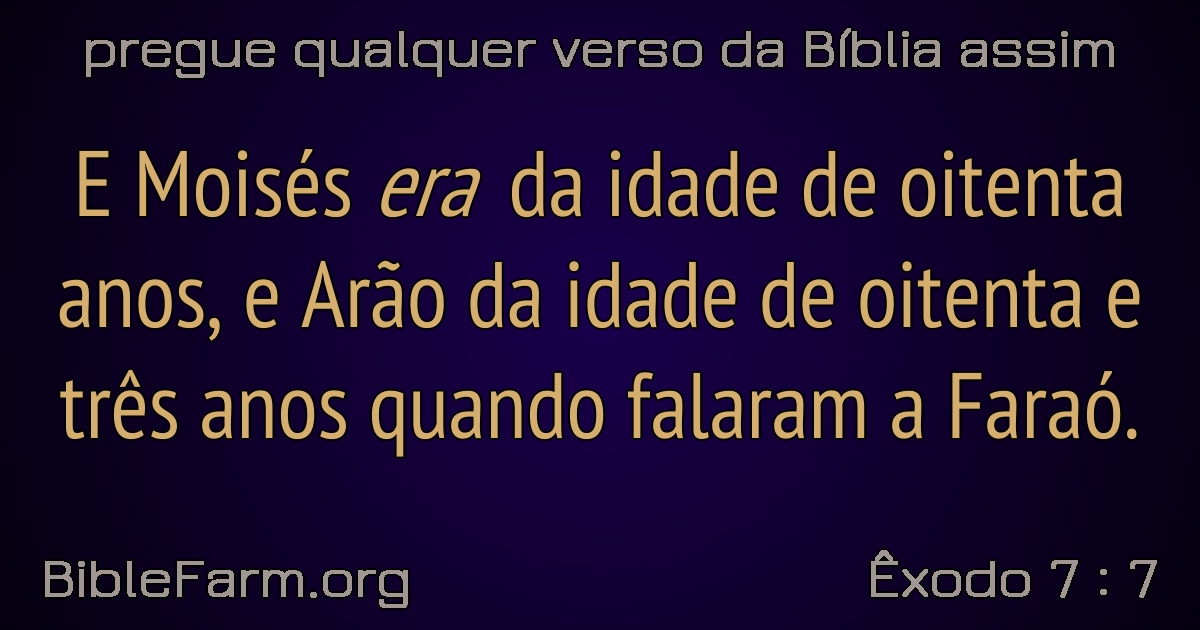 pregue qualquer verso da Bíblia assim
E Moisés era da idade de oitenta
anos, e Arão da idade de oitenta e
três anos quando falaram a Faraó.
BibleFarm.org
Êxodo 7 : 7